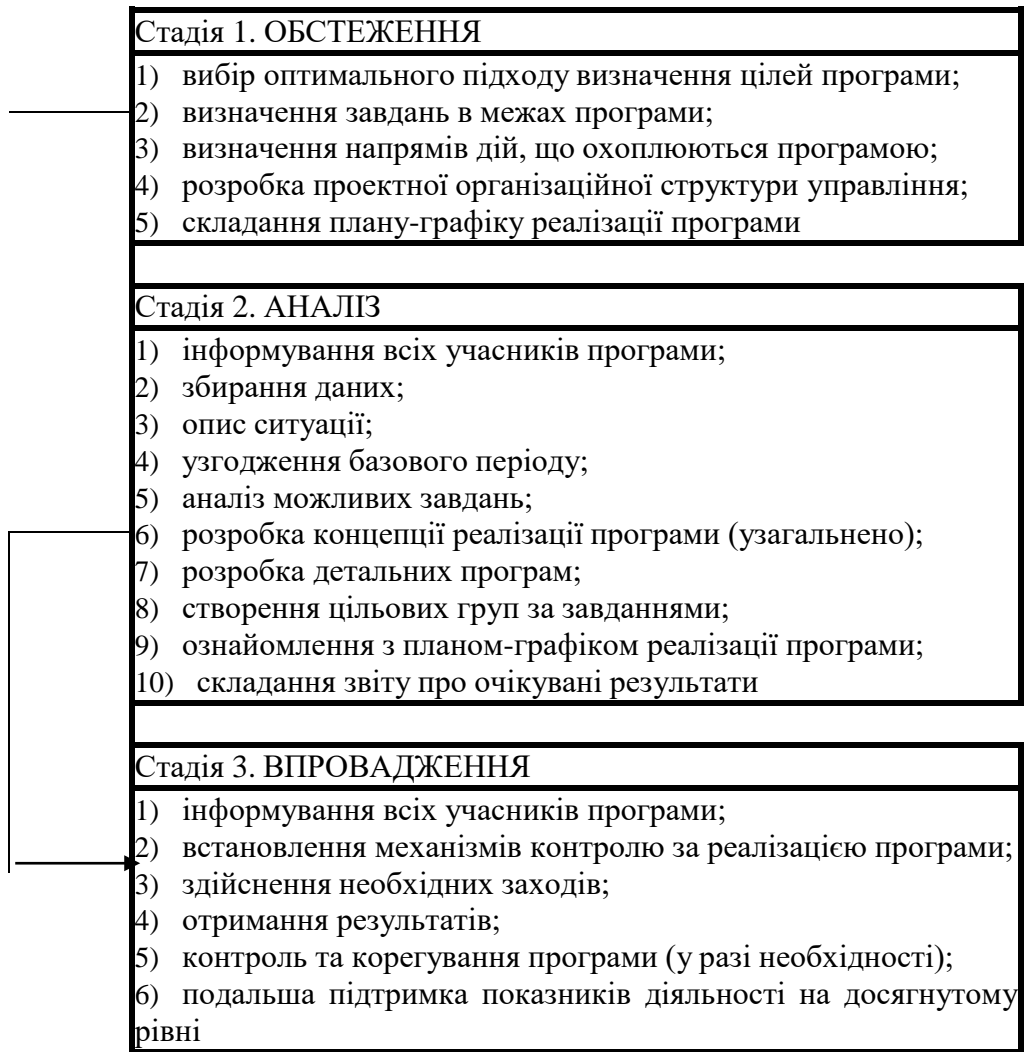 Стадія 1. ОБСТЕЖЕННЯ
1) вибір оптимального підходу визначення цілей програми;
2) визначення завдань в межах програми;
3) визначення напрямів дій, що охоплюються програмою;
4) розробка проектної організаційної структури управління;
5) складання плану-графіку реалізації програми
Стадія 2. АНАЛІЗ
1) інформування всіх учасників програми;
2) збирання даних;
3) опис ситуації;
4) узгодження базового періоду;
5) аналіз можливих завдань;
6) розробка концепції реалізації програми (узагальнено);
7) розробка детальних програм;
8) створення цільових груп за завданнями;
9) ознайомлення з планом-графіком реалізації програми;
10) складання звіту про очікувані результати
Стадія 3. ВПРОВАДЖЕННЯ
1) інформування всіх учасників програми;
2) встановлення механізмів контролю за реалізацією програми;
3) здійснення необхідних заходів;
4) отримання результатів;
5) контроль та корегування програми (у разі необхідності);
6) подальша підтримка показників діяльності на досягнутому
рівні